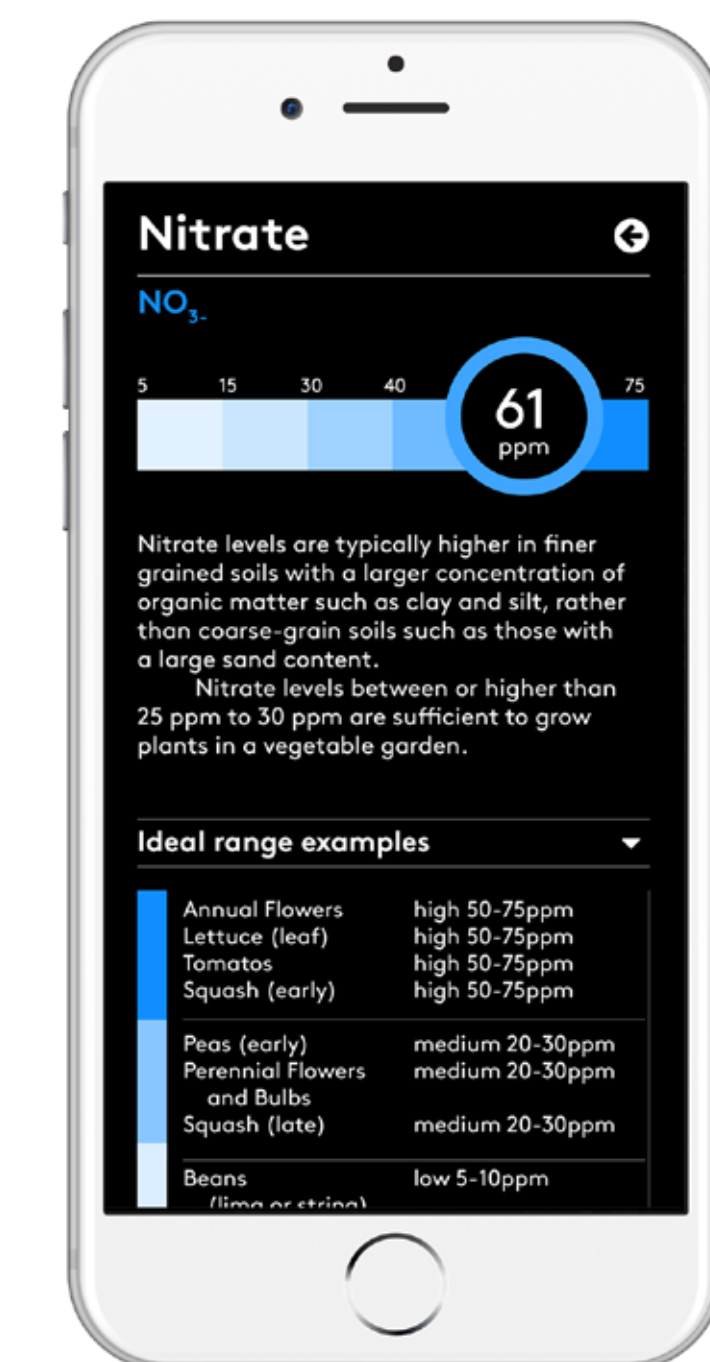 Nitrate
NO3-
5 15 30 40 75
61
ppm
Nitrate levels are typically higher in finer
grained soils with a larger concentration of
organic matter such as clay and silt, rather
than coarse-grain soils such as those with
a large sand content.
Nitrate levels between or higher than
25 ppm to 30 ppm are sufficient to grow
plants in a vegetable garden.
Ideal range examples
Annual Flowers high 50-75ppm
Lettuce (leaf) high 50-75ppm
Tomatos high 50-75ppm
Squash (early) high 50-75ppm
Peas (early) medium 20-30ppm
Perennial Flowers medium 20-30ppm
and Bulbs
Squash (late) medium 20-30ppm
Beans low 5-10ppm
(lima or string)